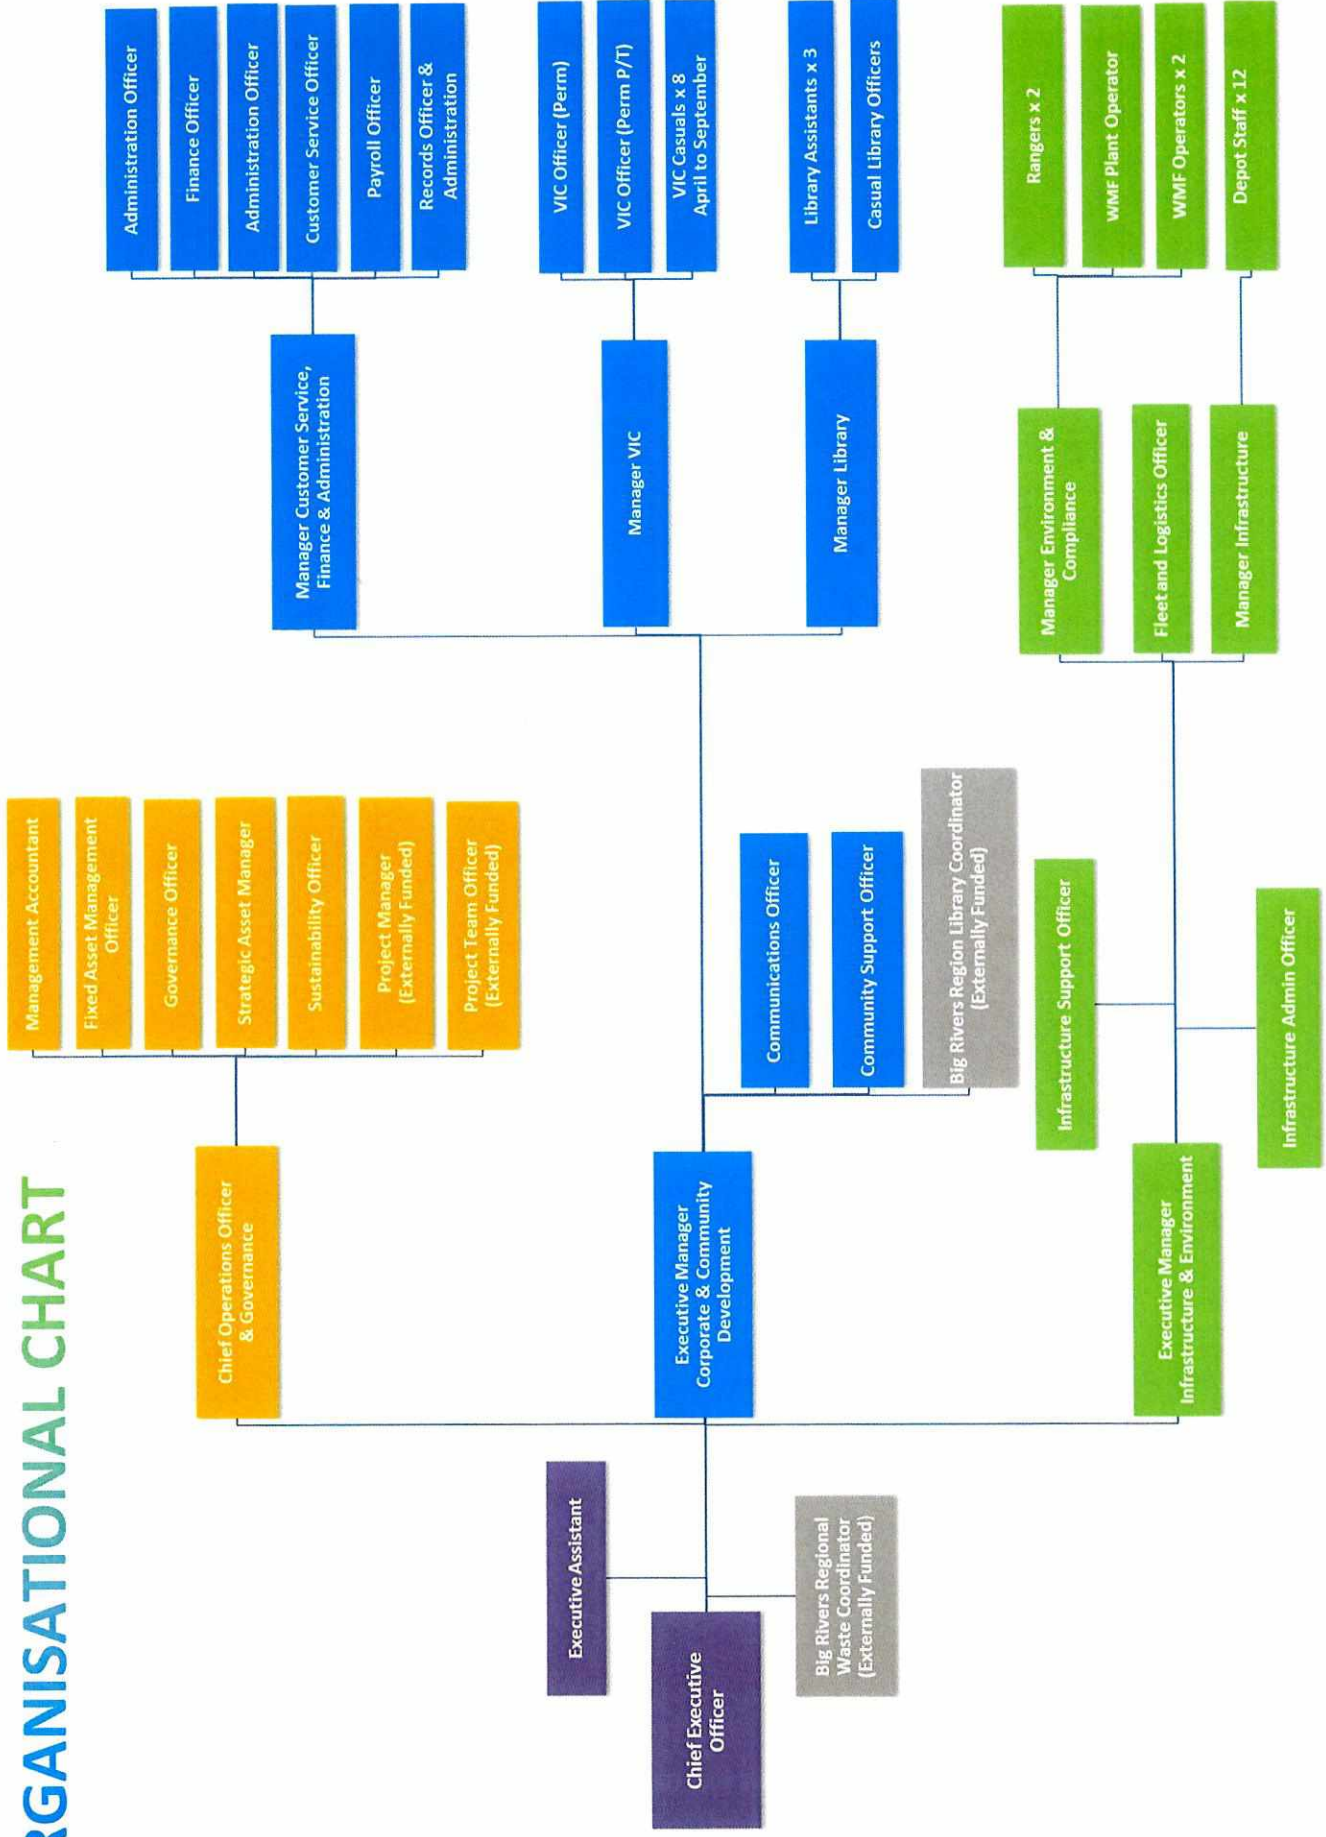 RGANISATIONAL CHART
Chief Executive
Officer
Executive Assistant
Big Rivers Regional
Waste Coordinator
(Externally Funded)
Chief Operations Officer
& Governance
Management Accountant
Fixed Asset Management
Officer
Governance Officer
Strategic Asset Manager
Sustainability Officer
Project Manager
(Externally Funded)
Project Team Officer
(Externally Funded)
Executive Manager
Corporate & Community
Development
Communications Officer
Community Support Officer
Big Rivers Region Library Coordinator
(Externally Funded)
Manager Customer Service,
Finance & Administration
Administration Officer
Finance Officer
Administration Officer
Customer Service Officer
Payroll Officer
Records Officer &
Administration
Manager VIC
VIC Officer (Perm)
VIC Officer (Perm P/T)
VIC Casuals x 8
April to September
Manager Library
Library Assistants x 3
Casual Library Officers
Executive Manager
Infrastructure & Environment
Infrastructure Support Officer
Infrastructure Admin Officer
Manager Environment &
Compliance
Fleet and Logistics Officer
Manager Infrastructure
Rangers x 2
WMF Plant Operator
WMF Operators x 2
Depot Staff x 12